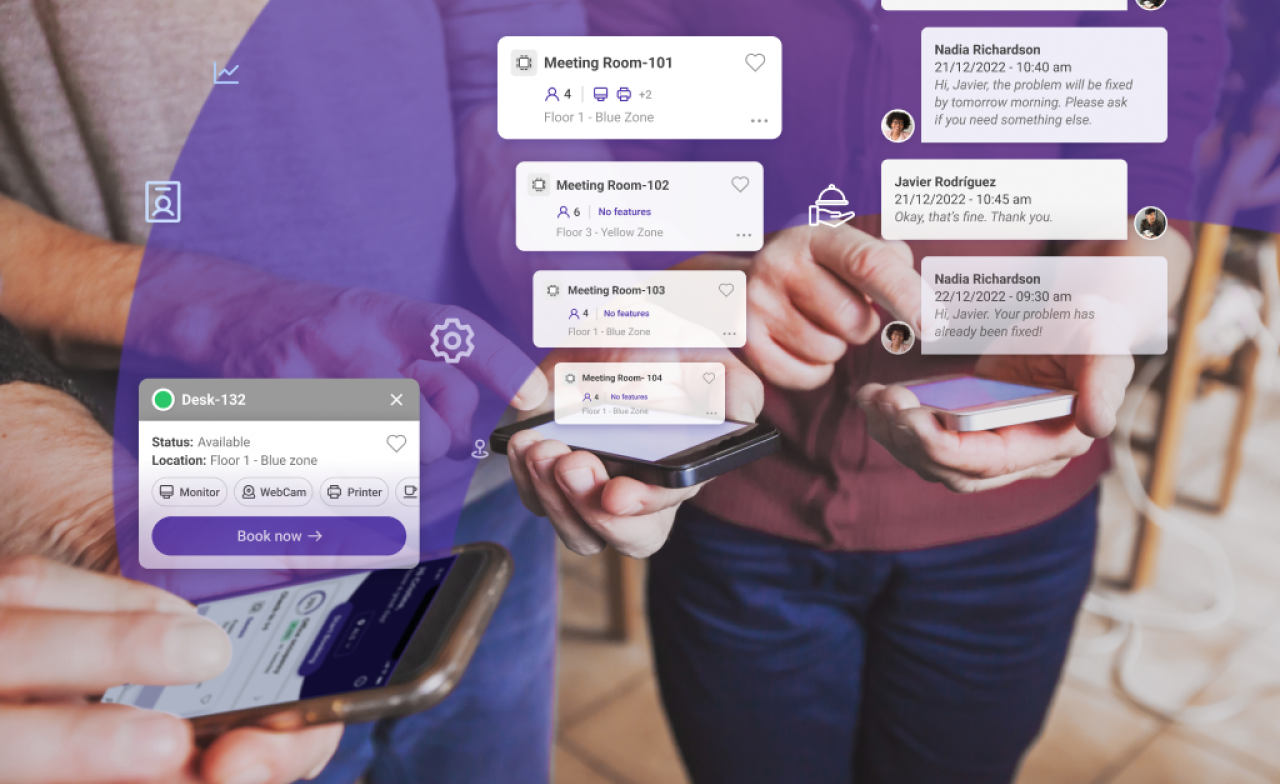 Meeting Room-101
4
+2
Floor 1 - Blue Zone
Meeting Room-102
6
No features
Floor 3 - Yellow Zone
Meeting Room-103
4
No features
Floor 1 - Blue Zone
Meeting Room- 104
4
No features
Floor 1 - Blue Zone
Nadia Richardson
21/12/2022 - 10:40 am
Hi, Javier, the problem will be fixed
by tomorrow morning. Please ask
if you need something else.
Javier Rodríguez
21/12/2022 - 10:45 am
Okay, that's fine. Thank you.
Nadia Richardson
22/12/2022 - 09:30 am
Hi, Javier. Your problem has
already been fixed!
Desk-132
Status: Available
Location: Floor 1 - Blue zone
Monitor
WebCam
Printer
Book now →